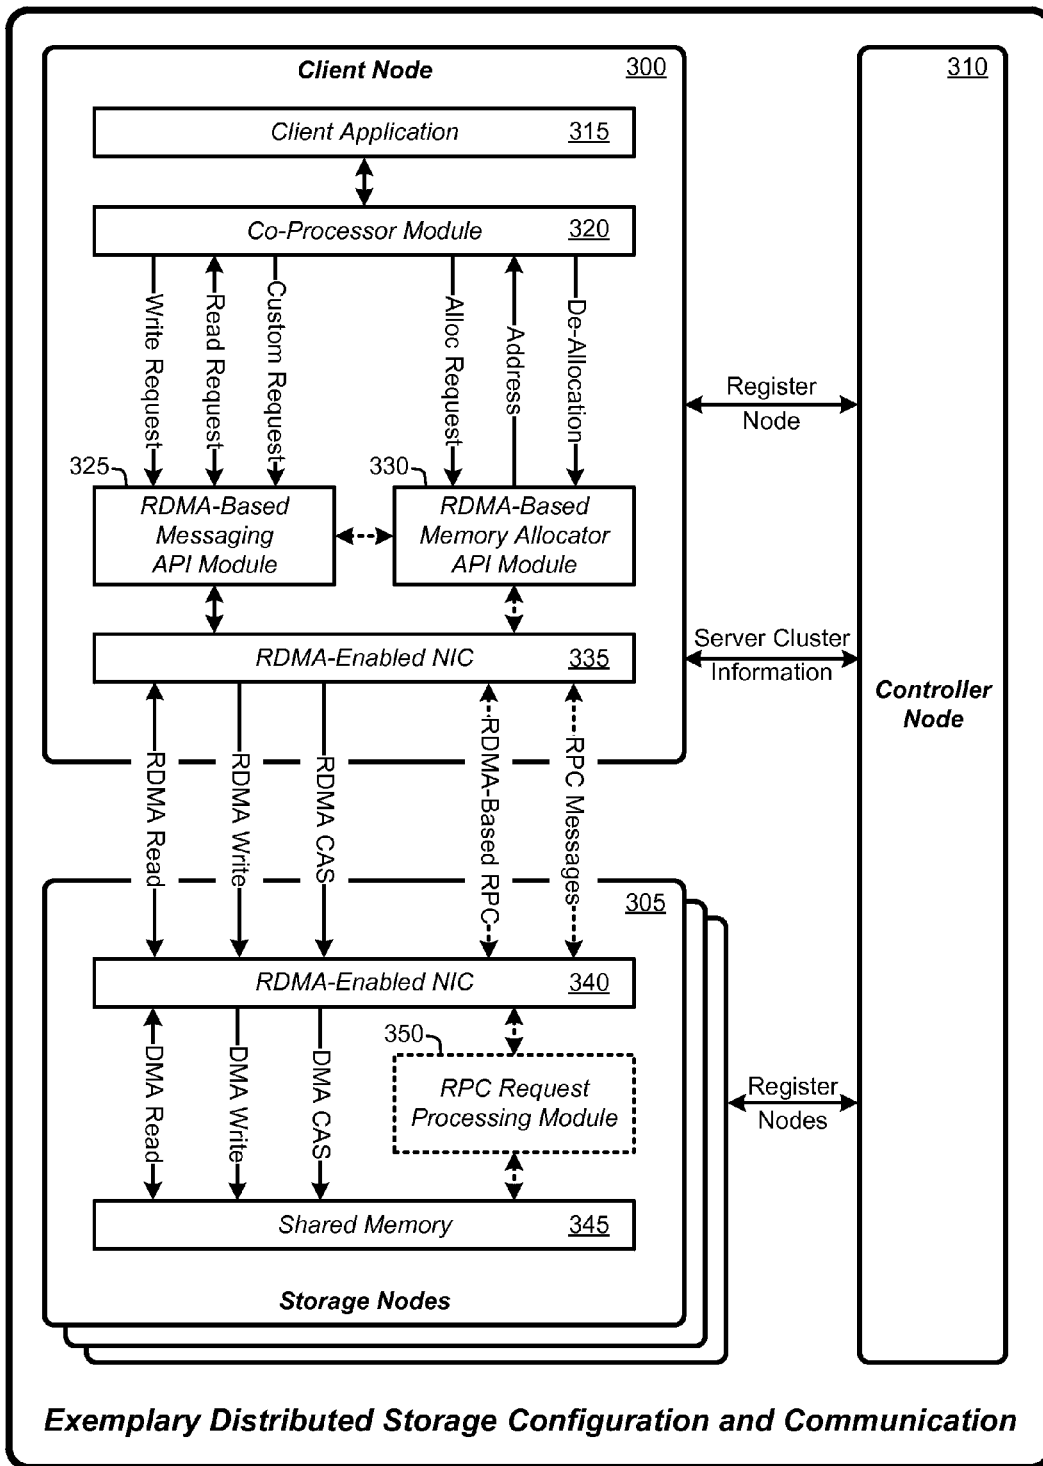 Client Node
300
310
Client Application
315
Co-Processor Module
320
Write Request
Read Request
Custom Request
Alloc Request
Address
De-Allocation
Register
Node
325
330
RDMA-Based
Messaging
API Module
RDMA-Based
Memory Allocator
API Module
RDMA-Enabled NIC
335
Server Cluster
Information
Controller
Node
RDMA Read
RDMA Write
RDMA CAS
RDMA-Based RPC
RPC Messages
305
RDMA-Enabled NIC
340
DMA Read
DMA Write
DMA CAS
350
RPC Request
Processing Module
Register
Nodes
Shared Memory
345
Storage Nodes
Exemplary Distributed Storage Configuration and Communication